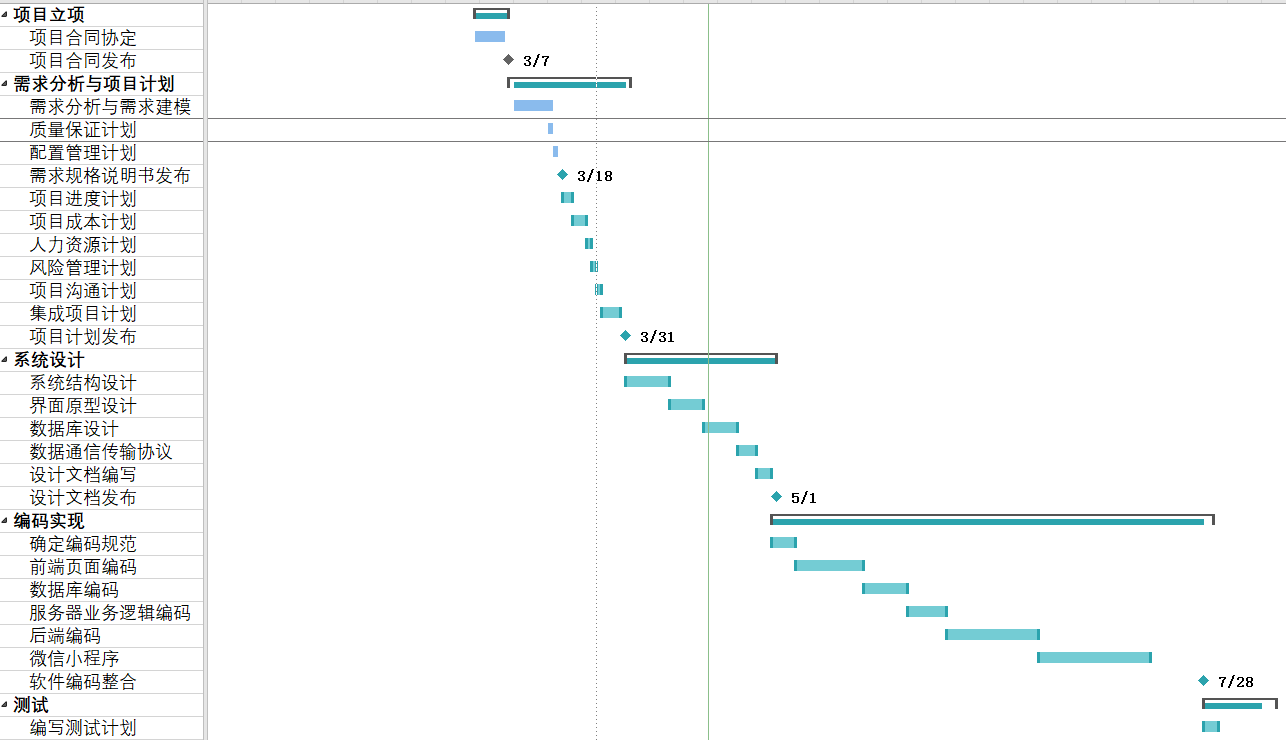 项目立项
项目合同协定
项目合同发布
3/7
需求分析与项目计划
需求分析与需求建模
质量保证计划
配置管理计划
需求规格说明书发布
3/18
项目进度计划
项目成本计划
人力资源计划
风险管理计划
项目沟通计划
集成项目计划
项目计划发布
3/31
系统设计
系统结构设计
界面原型设计
数据库设计
数据通信传输协议
设计文档编写
设计文档发布
5/1
编码实现
确定编码规范
前端页面编码
数据库编码
服务器业务逻辑编码
后端编码
微信小程序
软件编码整合
7/28
测试
编写测试计划